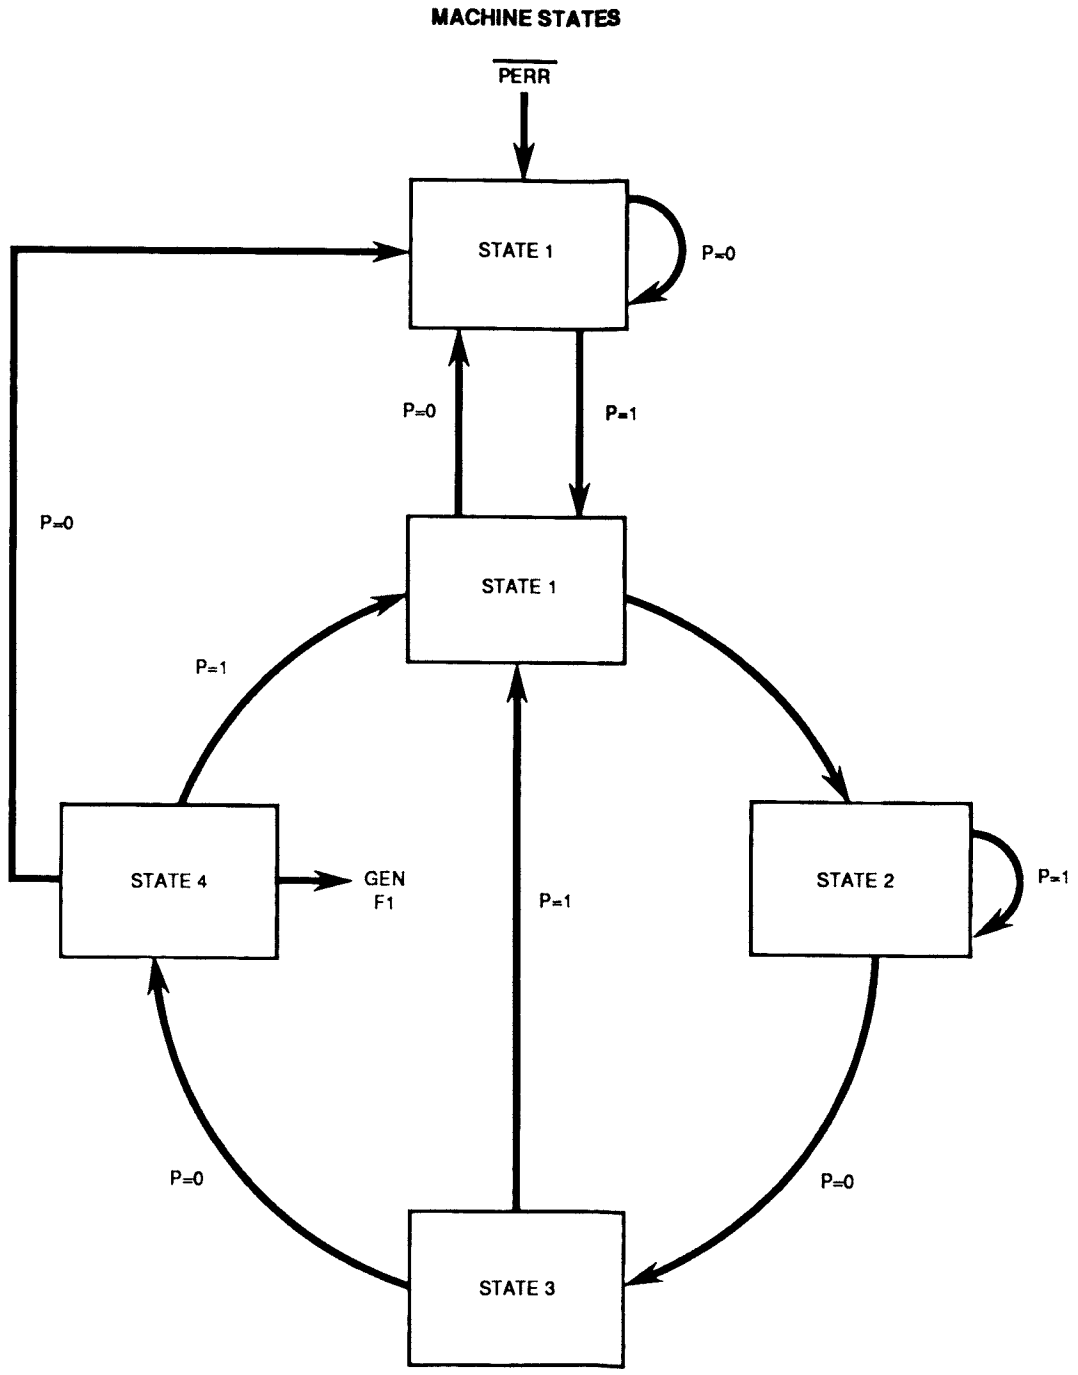 MACHINE STATES
PERR
STATE 1
P=0
P=0
P=1
P=0
STATE 1
P=1
STATE 4
GEN
F1
P=1
STATE 2
P=1
P=0
P=0
STATE 3